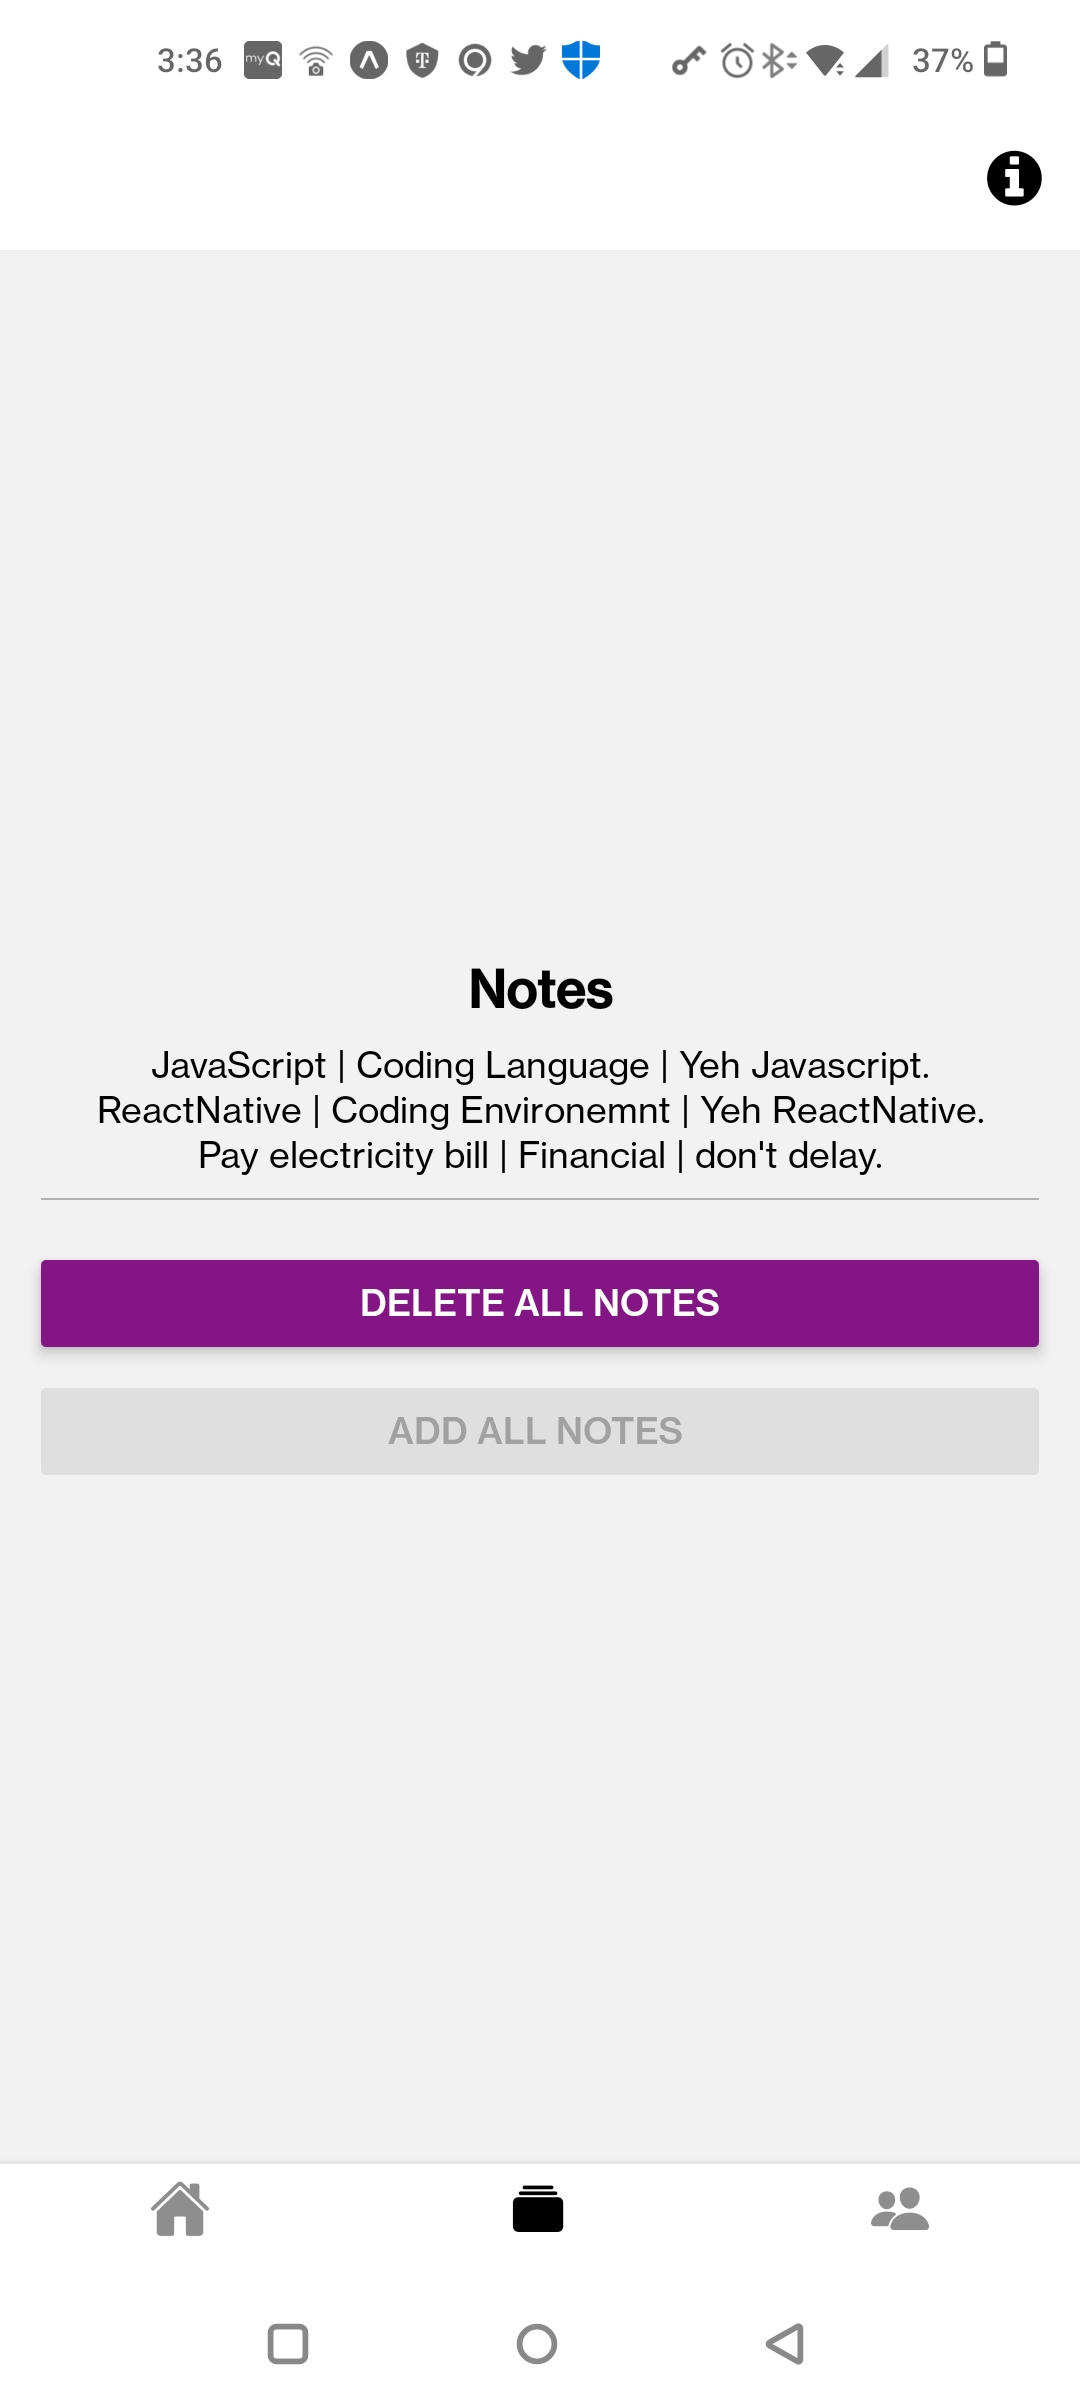 3:36 myQ 37%
Notes
JavaScript | Coding Language | Yeh Javascript.
ReactNative | Coding Environemnt | Yeh ReactNative.
Pay electricity bill | Financial | don't delay.
DELETE ALL NOTES
ADD ALL NOTES